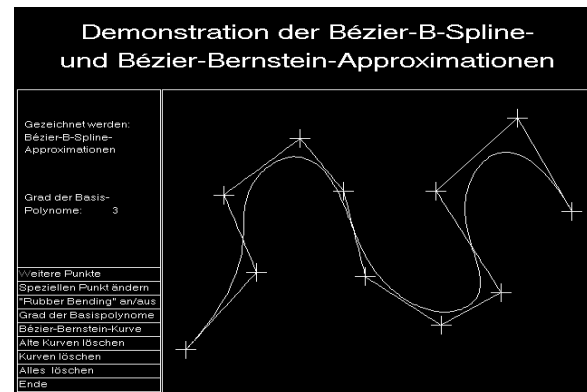 Demonstration der Bézier-B-Spline-
und Bézier-Bernstein-Approximationen
Gezeichnet werden:
Bézier-B-Spline-
Approximationen
Grad der Basis-
Polynome: 3
Weitere Punkte
Speziellen Punkt ändern
"Rubber Bending" an/aus
Grad der Basispolynome
Bézier-Bernstein-Kurve
Alte Kurven löschen
Kurven löschen
Alles löschen
Ende